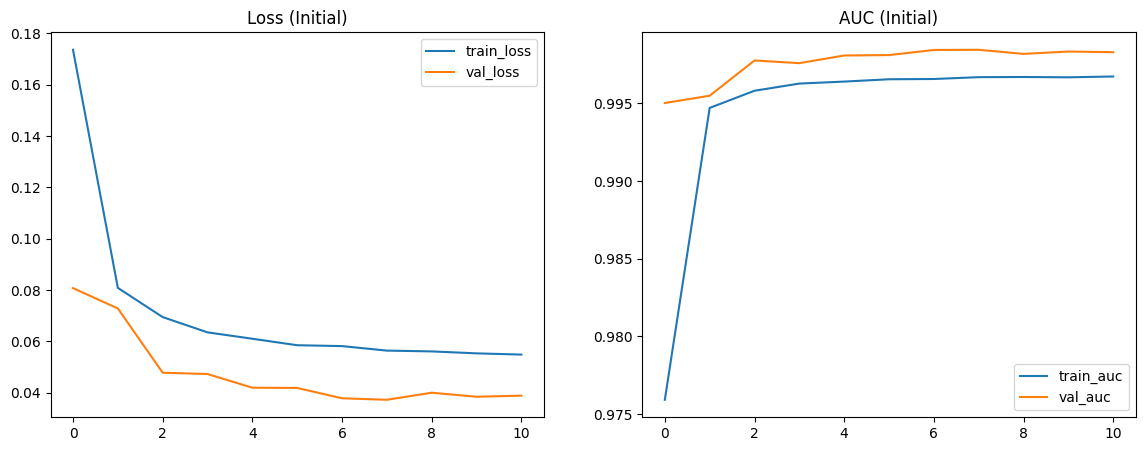 Loss (Initial)
0.18
0.16
0.14
0.12
0.10
0.08
0.06
0.04
0 2 4 6 8 10
train_loss
val_loss
AUC (Initial)
0.995
0.990
0.985
0.980
0.975
0 2 4 6 8 10
train_auc
val_auc